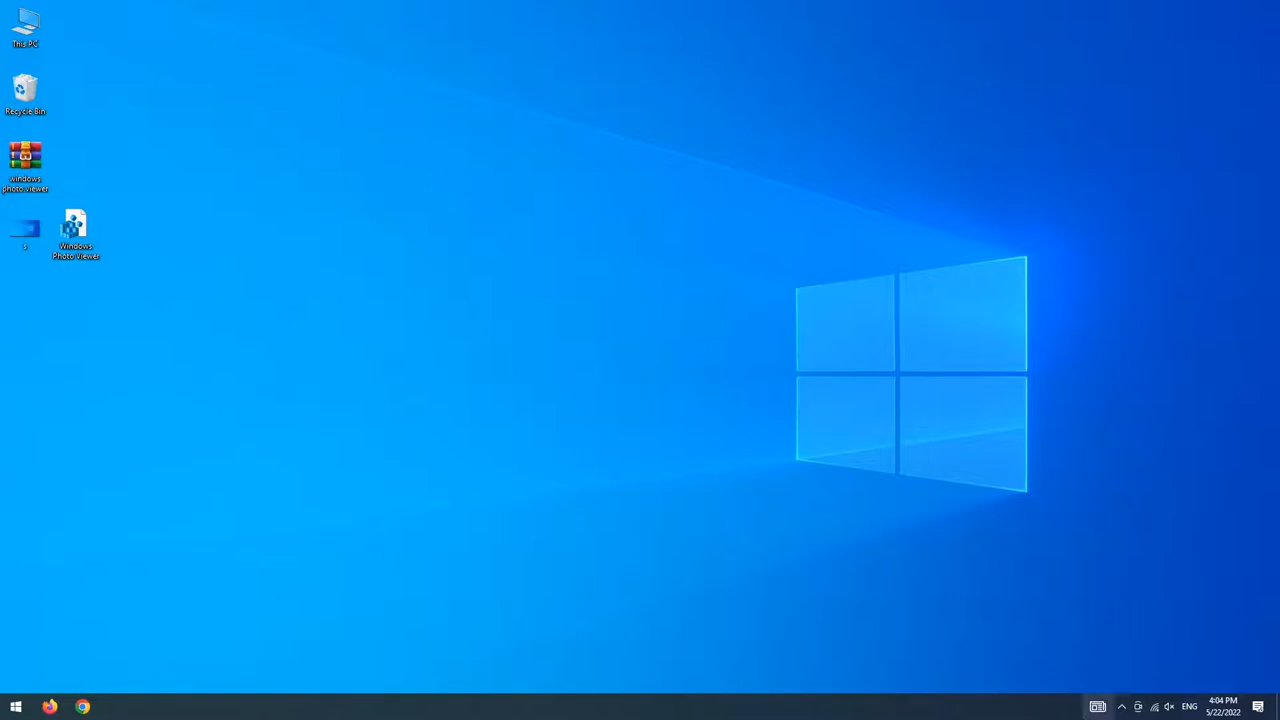 This PC
Recycle Bin
windows
photo viewer
s
Windows
Photo Viewer
ENG
4:04 PM
5/22/2022